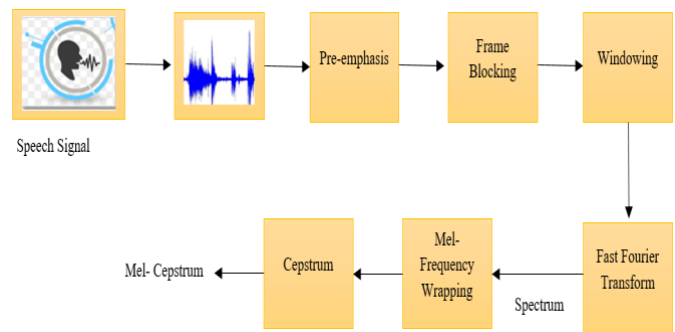 Speech Signal
Pre-emphasis
Frame
Blocking
Windowing
Fast Fourier
Transform
Spectrum
Mel-
Frequency
Wrapping
Cepstrum
Mel- Cepstrum